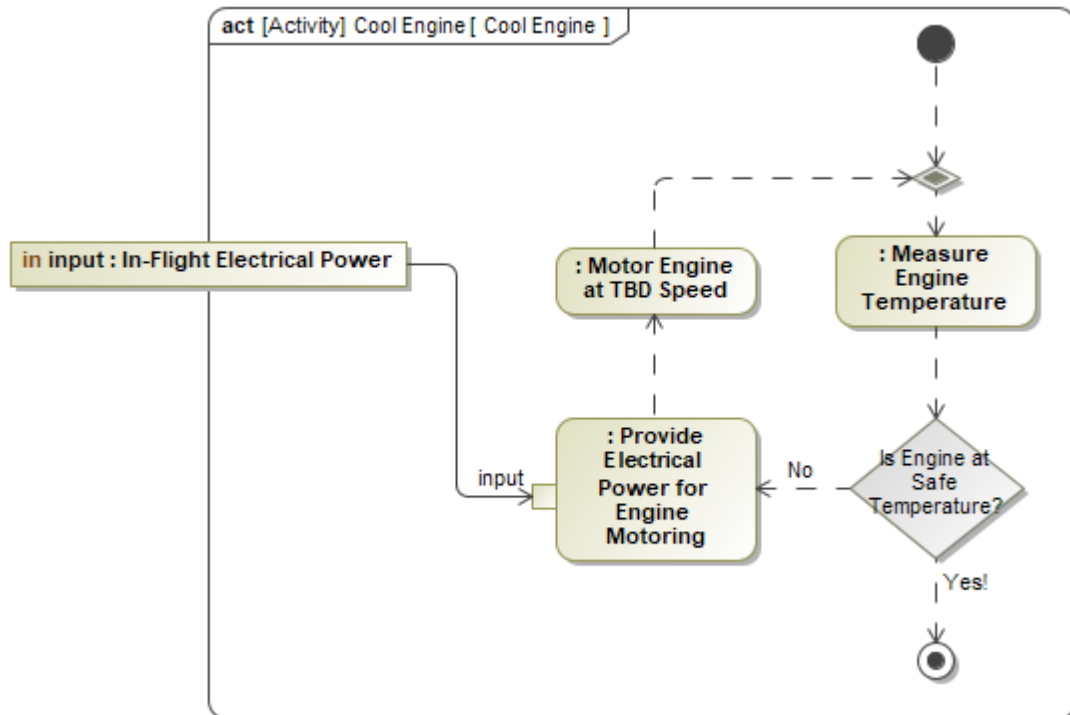 act [Activity] Cool Engine [ Cool Engine ]
in input : In-Flight Electrical Power
: Motor Engine
at TBD Speed
: Measure
Engine
Temperature
input
: Provide
Electrical
Power for
Engine
Motoring
No
Is Engine at
Safe
Temperature?
Yes!